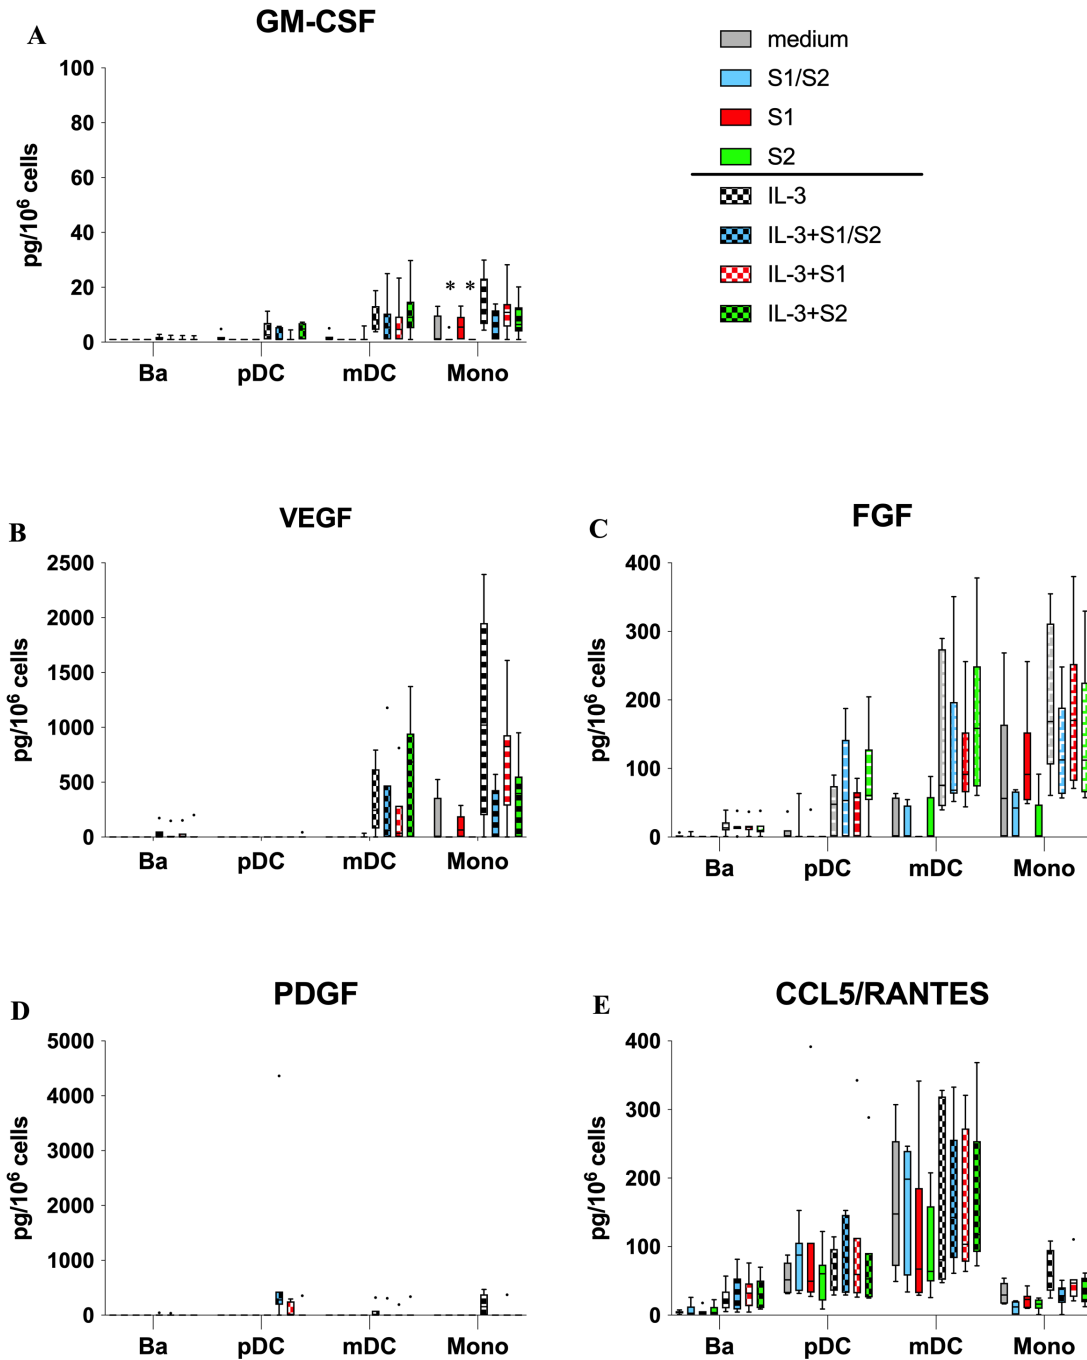 A
GM-CSF
100
80
60
40
20
0
pg/10⁶ cells
* *
Ba pDC mDC Mono
medium
S1/S2
S1
S2
IL-3
IL-3+S1/S2
IL-3+S1
IL-3+S2
B
VEGF
2500
2000
1500
1000
500
0
pg/10⁶ cells
Ba pDC mDC Mono
C
FGF
400
300
200
100
0
pg/10⁶ cells
Ba pDC mDC Mono
D
PDGF
5000
4000
3000
2000
1000
0
pg/10⁶ cells
Ba pDC mDC Mono
E
CCL5/RANTES
400
300
200
100
0
pg/10⁶ cells
Ba pDC mDC Mono